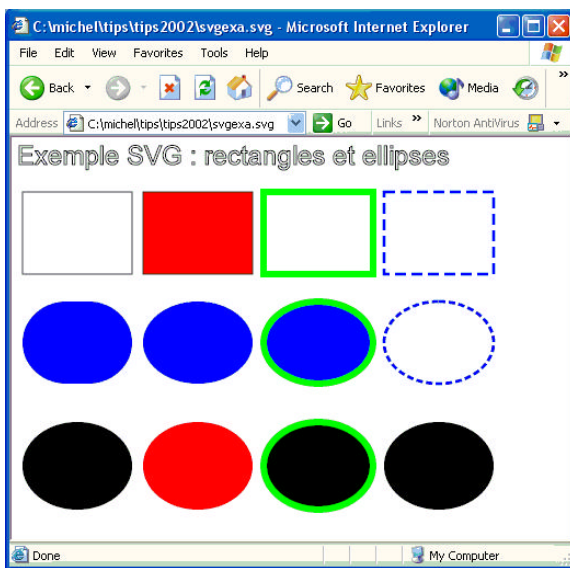 C:\michel\tips\tips2002\svgexa.svg - Microsoft Internet Explorer
File Edit View Favorites Tools Help
Back Search Favorites Media »
Address C:\michel\tips\tips2002\svgexa.svg Go Links » Norton AntiVirus
Exemple SVG : rectangles et ellipses
Done My Computer